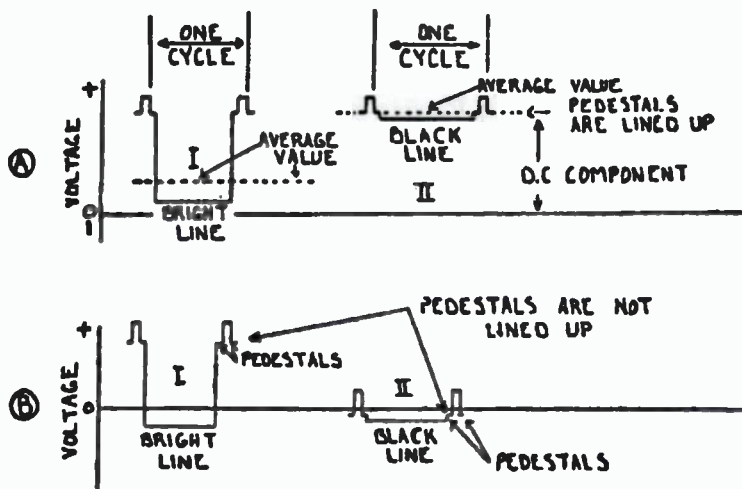 ONE
CYCLE
ONE
CYCLE
+
AVERAGE VALUE
PEDESTALS
ARE LINED UP
AVERAGE
VALUE
BLACK
LINE
I
A
VOLTAGE
D.C COMPONENT
II
0
BRIGHT
LINE
PEDESTALS ARE NOT
LINED UP
+
PEDESTALS
I
II
B
VOLTAGE
0
BRIGHT
LINE
BLACK
LINE
PEDESTALS